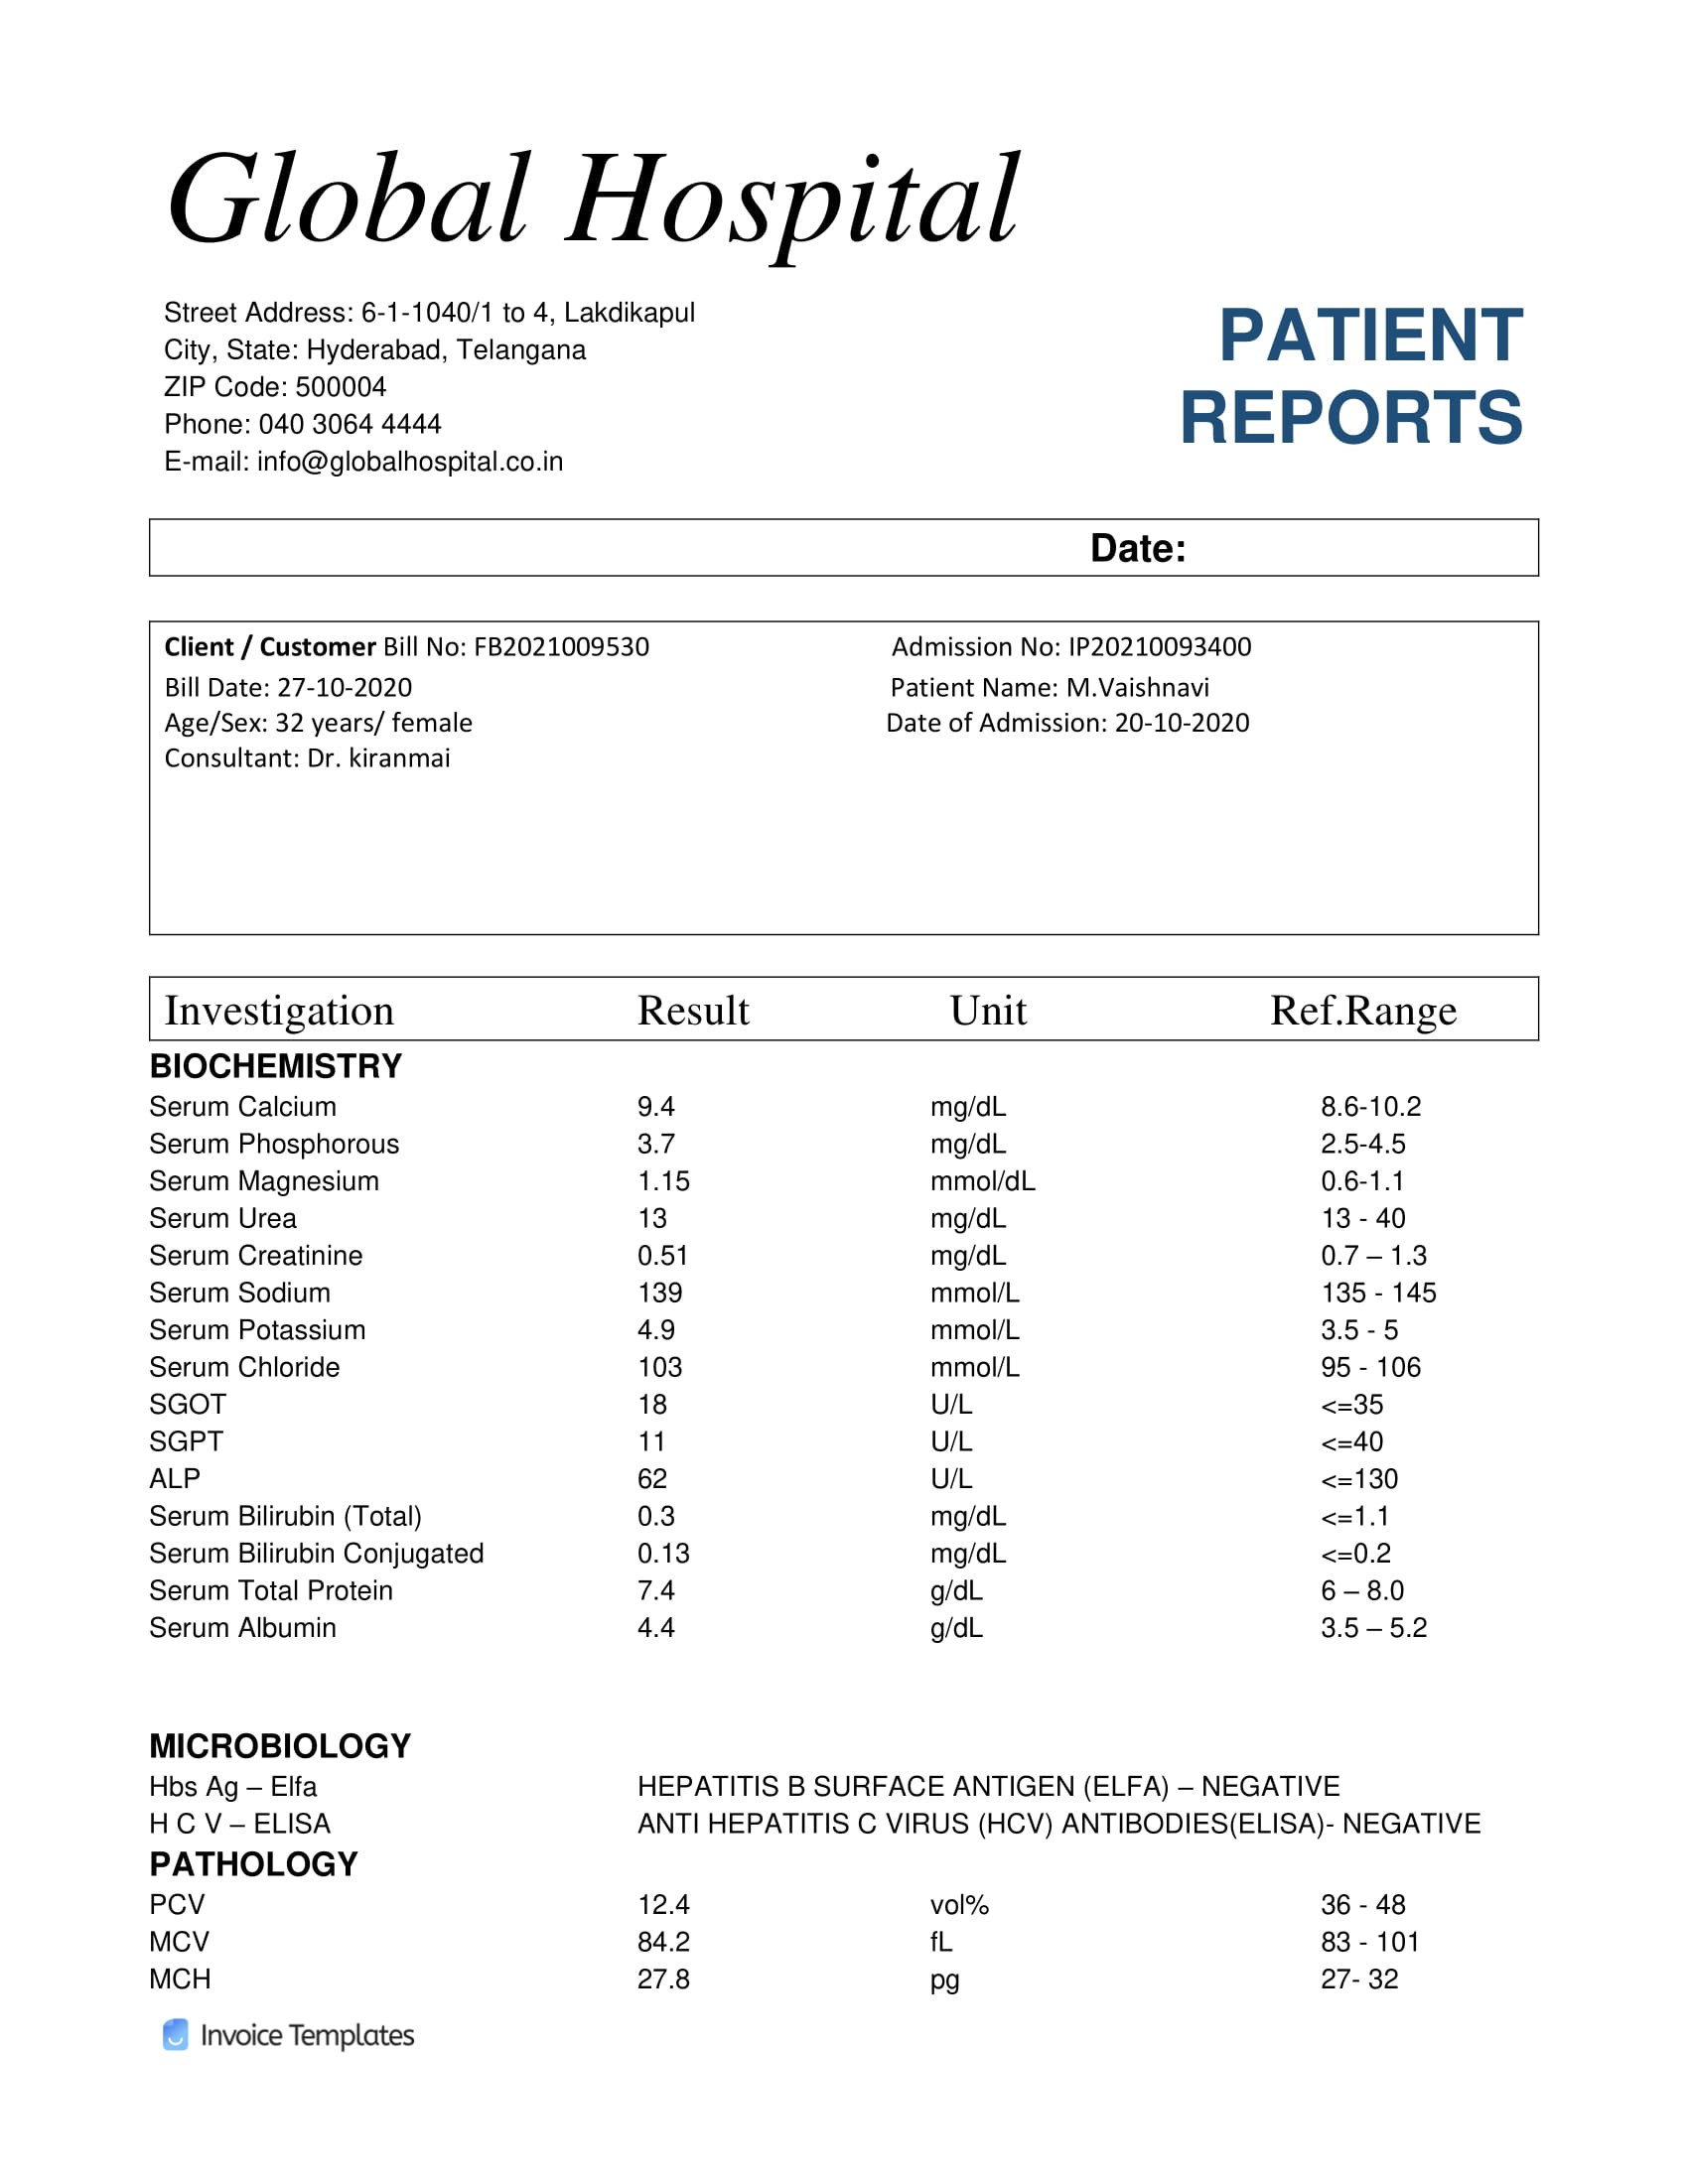 Global Hospital
Street Address: 6-1-1040/1 to 4, Lakdikapul
City, State: Hyderabad, Telangana
ZIP Code: 500004
Phone: 040 3064 4444
E-mail: info@globalhospital.co.in
PATIENT
REPORTS
Date:
Client / Customer Bill No: FB2021009530 Admission No: IP20210093400
Bill Date: 27-10-2020 Patient Name: M.Vaishnavi
Age/Sex: 32 years/ female Date of Admission: 20-10-2020
Consultant: Dr. kiranmai
Investigation Result Unit Ref.Range
BIOCHEMISTRY
Serum Calcium 9.4 mg/dL 8.6-10.2
Serum Phosphorous 3.7 mg/dL 2.5-4.5
Serum Magnesium 1.15 mmol/dL 0.6-1.1
Serum Urea 13 mg/dL 13 - 40
Serum Creatinine 0.51 mg/dL 0.7 – 1.3
Serum Sodium 139 mmol/L 135 - 145
Serum Potassium 4.9 mmol/L 3.5 - 5
Serum Chloride 103 mmol/L 95 - 106
SGOT 18 U/L <=35
SGPT 11 U/L <=40
ALP 62 U/L <=130
Serum Bilirubin (Total) 0.3 mg/dL <=1.1
Serum Bilirubin Conjugated 0.13 mg/dL <=0.2
Serum Total Protein 7.4 g/dL 6 – 8.0
Serum Albumin 4.4 g/dL 3.5 – 5.2
MICROBIOLOGY
Hbs Ag – Elfa HEPATITIS B SURFACE ANTIGEN (ELFA) – NEGATIVE
H C V – ELISA ANTI HEPATITIS C VIRUS (HCV) ANTIBODIES(ELISA)- NEGATIVE
PATHOLOGY
PCV 12.4 vol% 36 - 48
MCV 84.2 fL 83 - 101
MCH 27.8 pg 27- 32
Invoice Templates